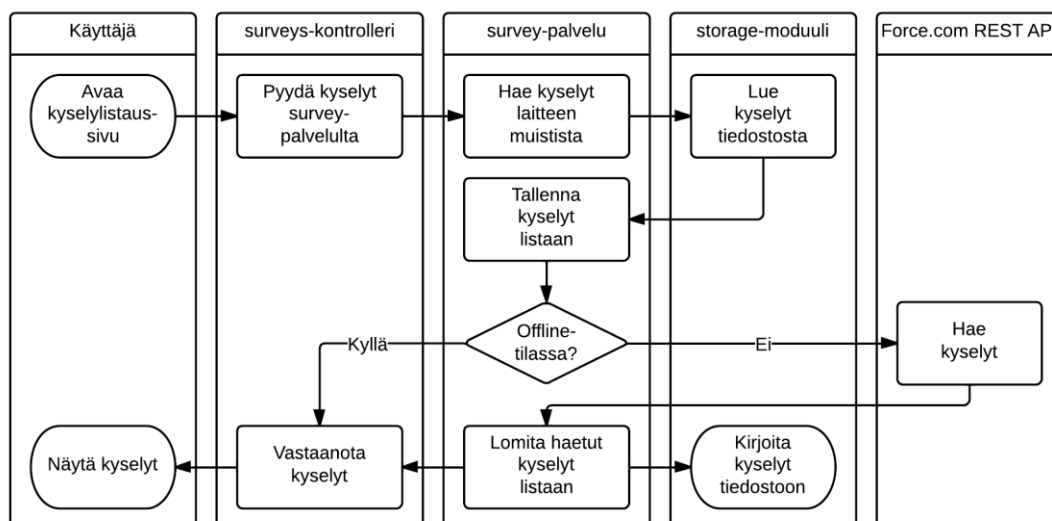 Käyttäjä
surveys-kontrolleri
survey-palvelu
storage-moduuli
Force.com REST API
Avaa
kyselylistaus-
sivu
Pyydä kyselyt
survey-
palvelulta
Hae kyselyt
laitteen
muistista
Lue
kyselyt
tiedostosta
Tallenna
kyselyt
listaan
Offline-
tilassa?
Kyllä
Ei
Hae
kyselyt
Näytä kyselyt
Vastaanota
kyselyt
Lomita haetut
kyselyt
listaan
Kirjoita
kyselyt
tiedostoon